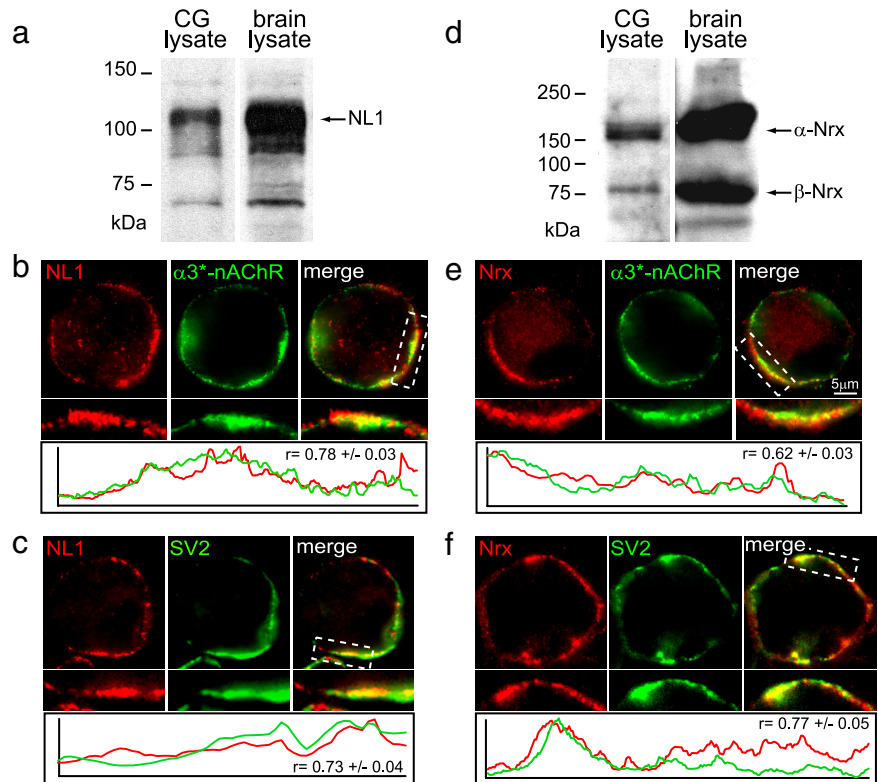 a
CG lysate
brain lysate
150
100
75
kDa
NL1
d
CG lysate
brain lysate
250
150
100
75
kDa
α-Nrx
β-Nrx
b
NL1
α3*-nAChR
merge
r= 0.78 +/- 0.03
e
Nrx
α3*-nAChR
merge
5μm
r= 0.62 +/- 0.03
c
NL1
SV2
merge
r= 0.73 +/- 0.04
f
Nrx
SV2
merge
r= 0.77 +/- 0.05